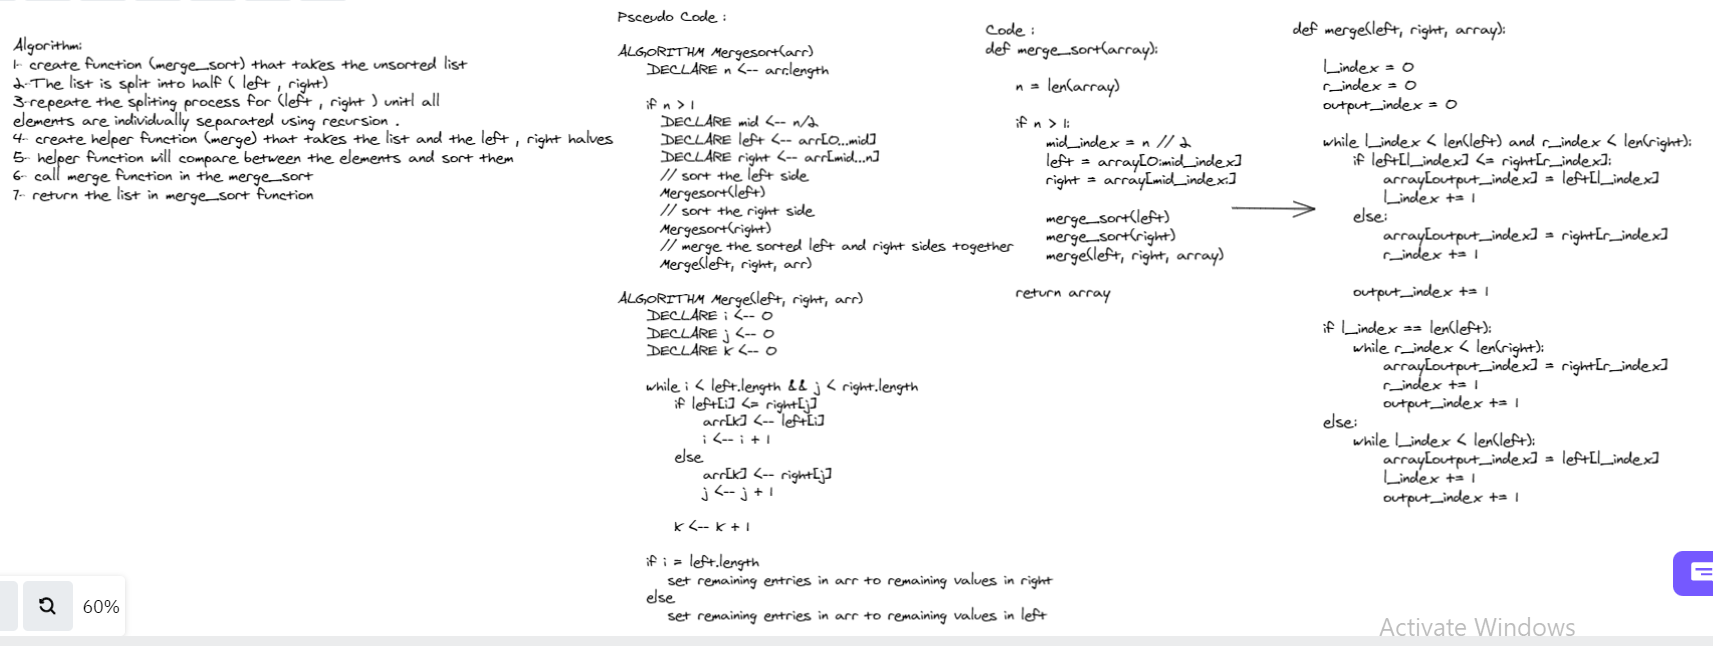 Algorithm:
1- create function (merge_sort) that takes the unsorted list
2-The list is split into half ( left , right)
3-repeate the spliting process for (left , right ) unitl all
elements are individually separated using recursion .
4- create helper function (merge) that takes the list and the left , right halves
5- helper function will compare between the elements and sort them
6- call merge function in the merge_sort
7- return the list in merge_sort function
Psceudo Code :
ALGORITHM Mergesort(arr)
DECLARE n <-- arr.length
if n > 1
DECLARE mid <-- n/2
DECLARE left <-- arr[0...mid]
DECLARE right <-- arr[mid...n]
// sort the left side
Mergesort(left)
// sort the right side
Mergesort(right)
// merge the sorted left and right sides together
Merge(left, right, arr)
ALGORITHM Merge(left, right, arr)
DECLARE i <-- 0
DECLARE j <-- 0
DECLARE k <-- 0
while i < left.length && j < right.length
if left[i] <= right[j]
arr[k] <-- left[i]
i <-- i + 1
else
arr[k] <-- right[j]
j <-- j + 1
k <-- k + 1
if i = left.length
set remaining entries in arr to remaining values in right
else
set remaining entries in arr to remaining values in left
Code :
def merge_sort(array):
n = len(array)
if n > 1:
mid_index = n // 2
left = array[0:mid_index]
right = array[mid_index:]
merge_sort(left)
merge_sort(right)
merge(left, right, array)
return array
def merge(left, right, array):
l_index = 0
r_index = 0
output_index = 0
while l_index < len(left) and r_index < len(right):
if left[l_index] <= right[r_index]:
array[output_index] = left[l_index]
l_index += 1
else:
array[output_index] = right[r_index]
r_index += 1
output_index += 1
if l_index == len(left):
while r_index < len(right):
array[output_index] = right[r_index]
r_index += 1
output_index += 1
else:
while l_index < len(left):
array[output_index] = left[l_index]
l_index += 1
output_index += 1
60%
Activate Windows